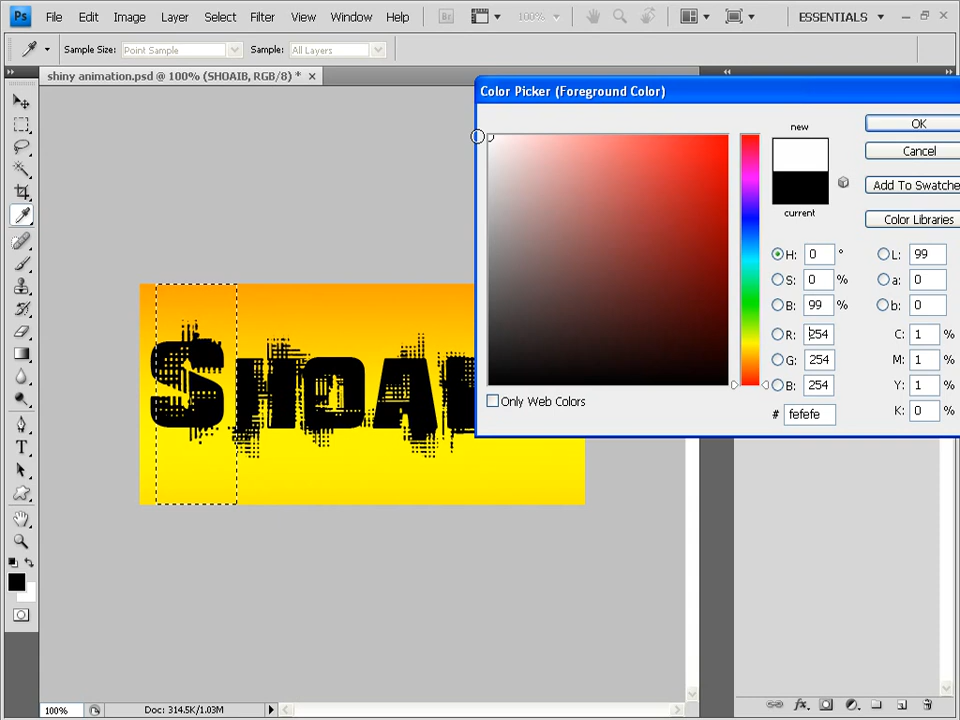 Ps File Edit Image Layer Select Filter View Window Help Br 100% ESSENTIALS
Sample Size: Point Sample Sample: All Layers
shiny animation.psd @ 100% (SHOAIB, RGB/8) *
Color Picker (Foreground Color)
new
OK
Cancel
Add To Swatche
current
Color Libraries
H: 0 ° L: 99
S: 0 % a: 0
B: 99 % b: 0
R: 254 C: 1 %
G: 254 M: 1 %
B: 254 Y: 1 %
# fefefe K: 0 %
Only Web Colors
SHOA
100% Doc: 314.5K/1.03M